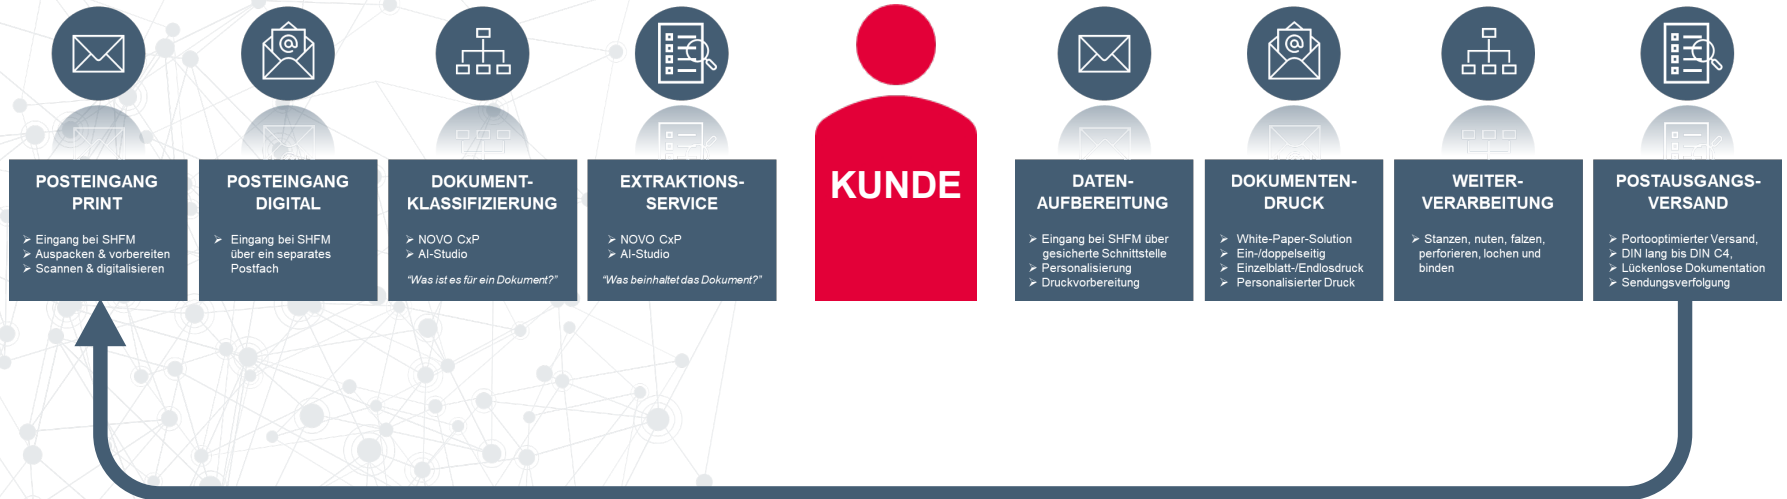 POSTEINGANG
PRINT
➢ Eingang bei SHFM
➢ Auspacken & vorbereiten
➢ Scannen & digitalisieren
POSTEINGANG
DIGITAL
➢ Eingang bei SHFM
über ein separates
Postfach
DOKUMENT-
KLASSIFIZIERUNG
➢ NOVO CxP
➢ AI-Studio
"Was ist es für ein Dokument?"
EXTRAKTIONS-
SERVICE
➢ NOVO CxP
➢ AI-Studio
"Was beinhaltet das Dokument?"
KUNDE
DATEN-
AUFBEREITUNG
➢ Eingang bei SHFM über
gesicherte Schnittstelle
➢ Personalisierung
➢ Druckvorbereitung
DOKUMENTEN-
DRUCK
➢ White-Paper-Solution
➢ Ein-/doppelseitig
➢ Einzelblatt-/Endlosdruck
➢ Personalisierter Druck
WEITER-
VERARBEITUNG
➢ Stanzen, nuten, falzen,
perforieren, lochen und
binden
POSTAUSGANGS-
VERSAND
➢ Portooptimierter Versand,
➢ DIN lang bis DIN C4,
➢ Lückenlose Dokumentation
➢ Sendungsverfolgung